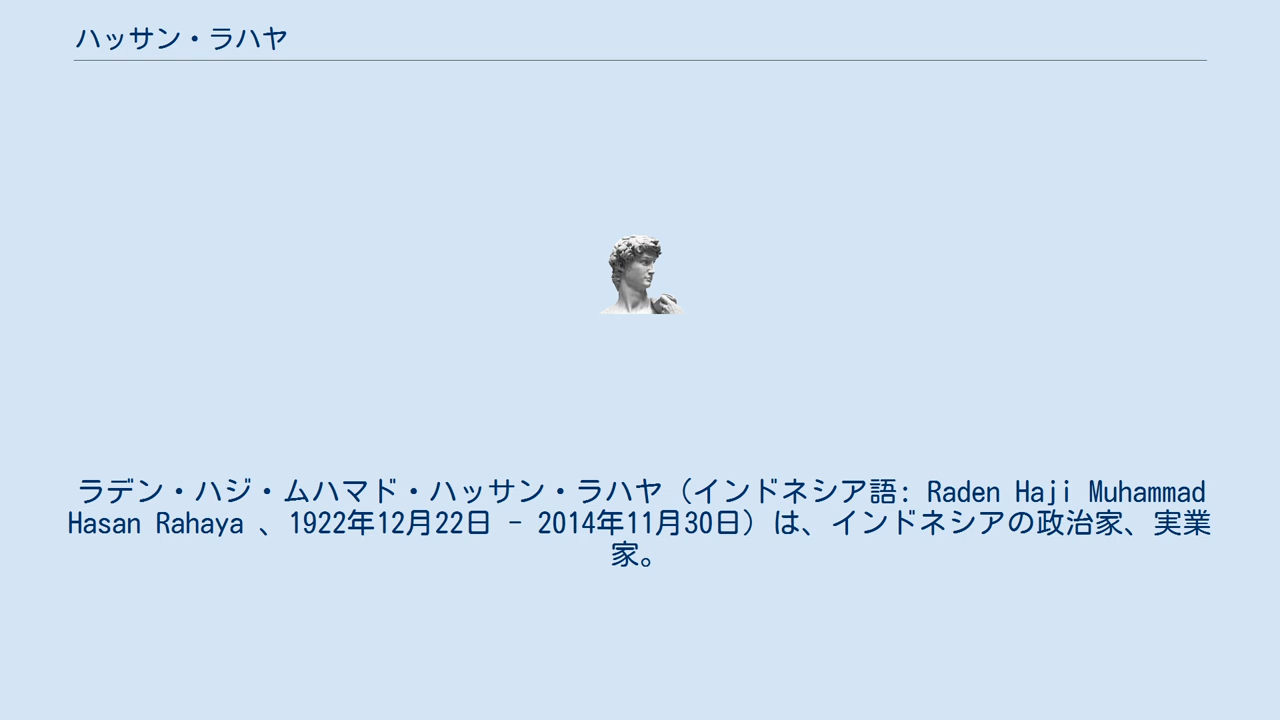 ハッサン・ラハヤ
ラデン・ハジ・ムハマド・ハッサン・ラハヤ（インドネシア語: Raden Haji Muhammad
Hasan Rahaya 、1922年12月22日 - 2014年11月30日）は、インドネシアの政治家、実業
家。